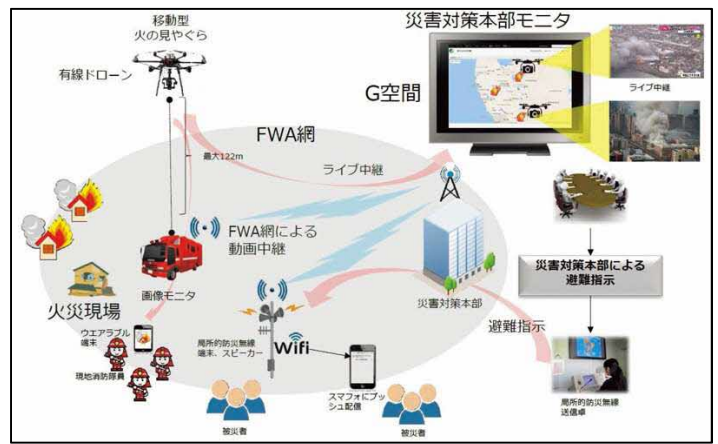 移動型
火の見やぐら
有線ドローン
災害対策本部モニタ
G空間
ライブ中継
FWA網
最大122m
ライブ中継
FWA網による
動画中継
画像モニタ
火災現場
ウエアラブル
端末
現地消防隊員
局所的防災無線
端末、スピーカー
Wifi
被災者
スマフォにプッ
シュ配信
被災者
災害対策本部
避難指示
災害対策本部による
避難指示
局所的防災無線
送信卓